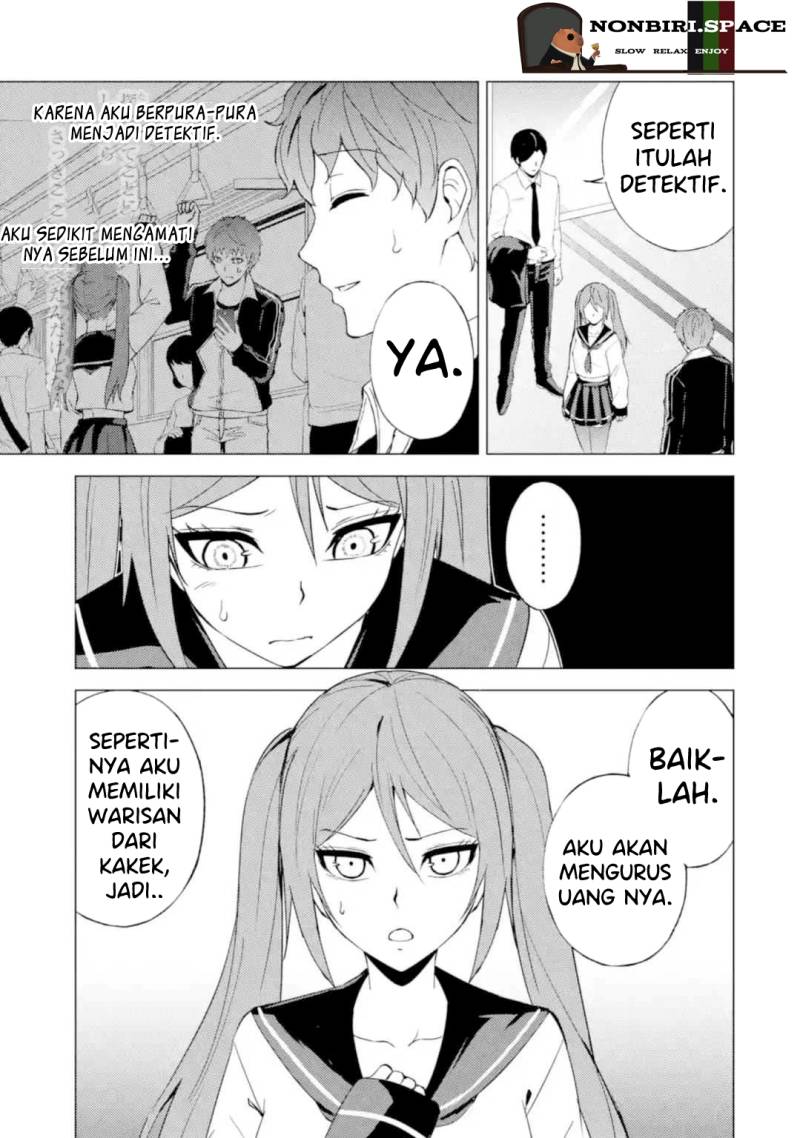 NONBIRI.SPACE
SLOW RELAX ENJOY
SEPERTI
ITULAH
DETEKTIF.
KARENA AKU BERPURA-PURA
MENJADI DETEKTIF.
AKU SEDIKIT MENGAMATI
NYA SEBELUM INI...
YA.
.........
BAIK-
LAH.
AKU AKAN
MENGURUS
UANG NYA.
SEPERTI-
NYA AKU
MEMILIKI
WARISAN
DARI
KAKEK,
JADI..